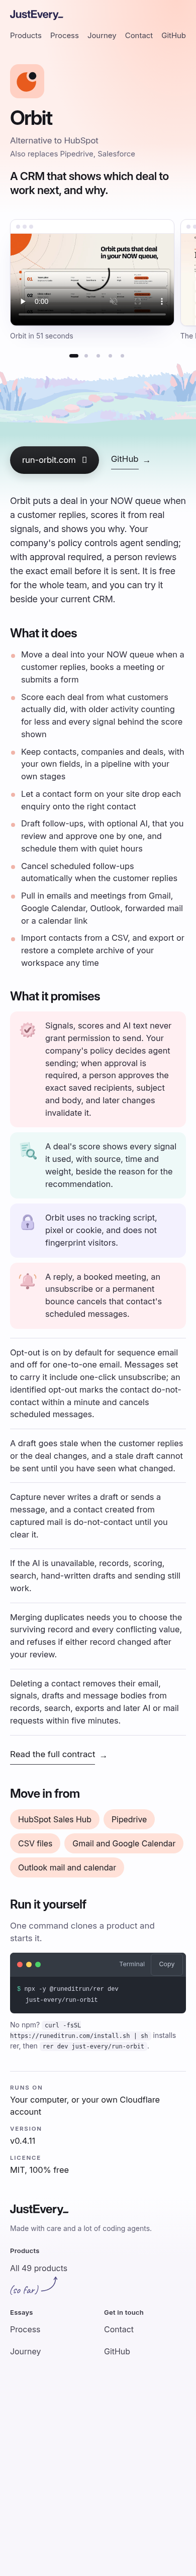 JustEvery_
Products Process Journey Contact GitHub
Orbit
Alternative to HubSpot
Also replaces Pipedrive, Salesforce
A CRM that shows which deal to
work next, and why.
Orbit puts that deal
in your NOW queue,
0:00
Orbit in 51 seconds
run-orbit.com
GitHub →
Orbit puts a deal in your NOW queue when
a customer replies, scores it from real
signals, and shows you why. Your
company's policy controls agent sending;
with approval required, a person reviews
the exact email before it is sent. It is free
for the whole team, and you can try it
beside your current CRM.
What it does
Move a deal into your NOW queue when a
customer replies, books a meeting or
submits a form
Score each deal from what customers
actually did, with older activity counting
for less and every signal behind the score
shown
Keep contacts, companies and deals, with
your own fields, in a pipeline with your
own stages
Let a contact form on your site drop each
enquiry onto the right contact
Draft follow-ups, with optional AI, that you
review and approve one by one, and
schedule them with quiet hours
Cancel scheduled follow-ups
automatically when the customer replies
Pull in emails and meetings from Gmail,
Google Calendar, Outlook, forwarded mail
or a calendar link
Import contacts from a CSV, and export or
restore a complete archive of your
workspace any time
What it promises
Signals, scores and AI text never
grant permission to send. Your
company's policy decides agent
sending; when approval is
required, a person approves the
exact saved recipients, subject
and body, and later changes
invalidate it.
A deal's score shows every signal
it used, with source, time and
weight, beside the reason for the
recommendation.
Orbit uses no tracking script,
pixel or cookie, and does not
fingerprint visitors.
A reply, a booked meeting, an
unsubscribe or a permanent
bounce cancels that contact's
scheduled messages.
Opt-out is on by default for sequence email
and off for one-to-one email. Messages set
to carry it include one-click unsubscribe; an
identified opt-out marks the contact do-not-
contact within a minute and cancels
scheduled messages.
A draft goes stale when the customer replies
or the deal changes, and a stale draft cannot
be sent until you have seen what changed.
Capture never writes a draft or sends a
message, and a contact created from
captured mail is do-not-contact until you
clear it.
If the AI is unavailable, records, scoring,
search, hand-written drafts and sending still
work.
Merging duplicates needs you to choose the
surviving record and every conflicting value,
and refuses if either record changed after
your review.
Deleting a contact removes their email,
signals, drafts and message bodies from
records, search, exports and later AI or mail
requests within five minutes.
Read the full contract →
Move in from
HubSpot Sales Hub Pipedrive
CSV files Gmail and Google Calendar
Outlook mail and calendar
Run it yourself
One command clones a product and
starts it.
Terminal Copy
$ npx -y @runeditrun/rer dev
just-every/run-orbit
No npm? curl -fsSL
https://runeditrun.com/install.sh | sh installs
rer, then rer dev just-every/run-orbit.
RUNS ON
Your computer, or your own Cloudflare
account
VERSION
v0.4.11
LICENCE
MIT, 100% free
JustEvery_
Made with care and a lot of coding agents.
Products
All 49 products
(so far)
Essays Get in touch
Process Contact
Journey GitHub